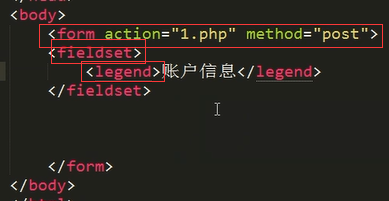 <body>
<form action="1.php" method="post">
<fieldset>
<legend>账户信息</legend>
</fieldset>
</form>
</body>